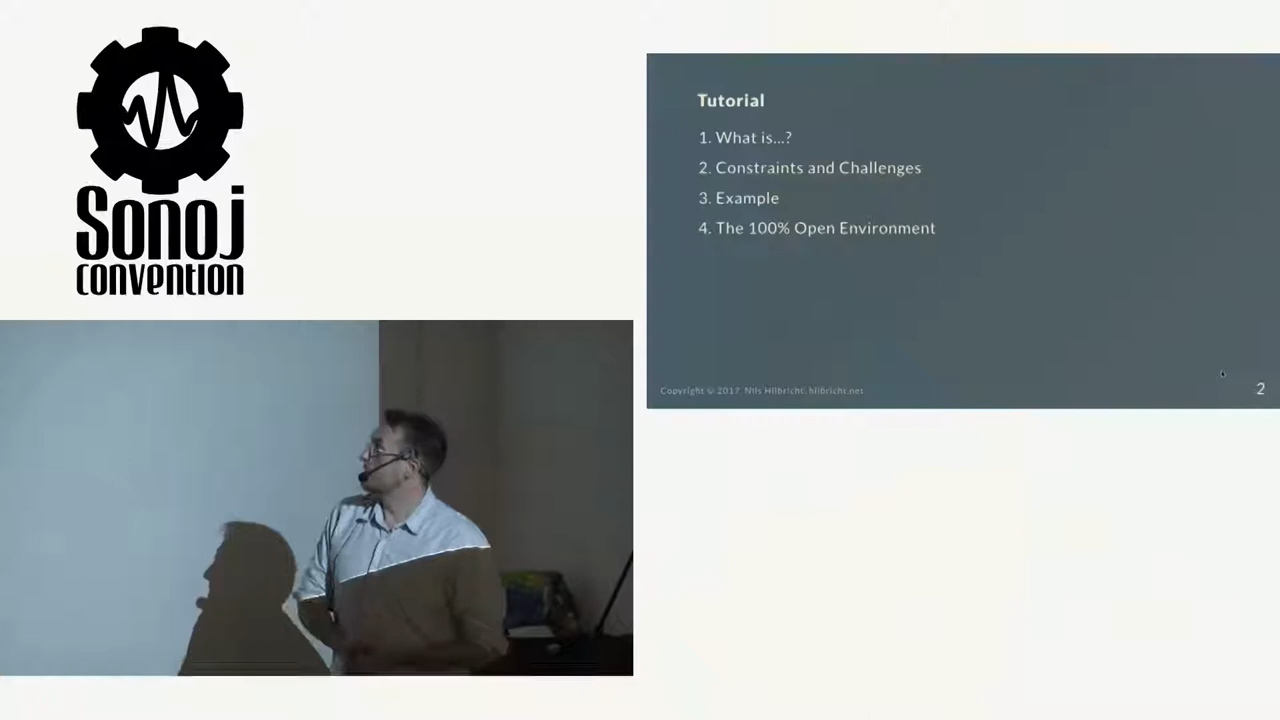 Sonoj
convention
Tutorial
1. What is...?
2. Constraints and Challenges
3. Example
4. The 100% Open Environment
Copyright © 2017, Nils Hilbricht, hilbricht.net
2